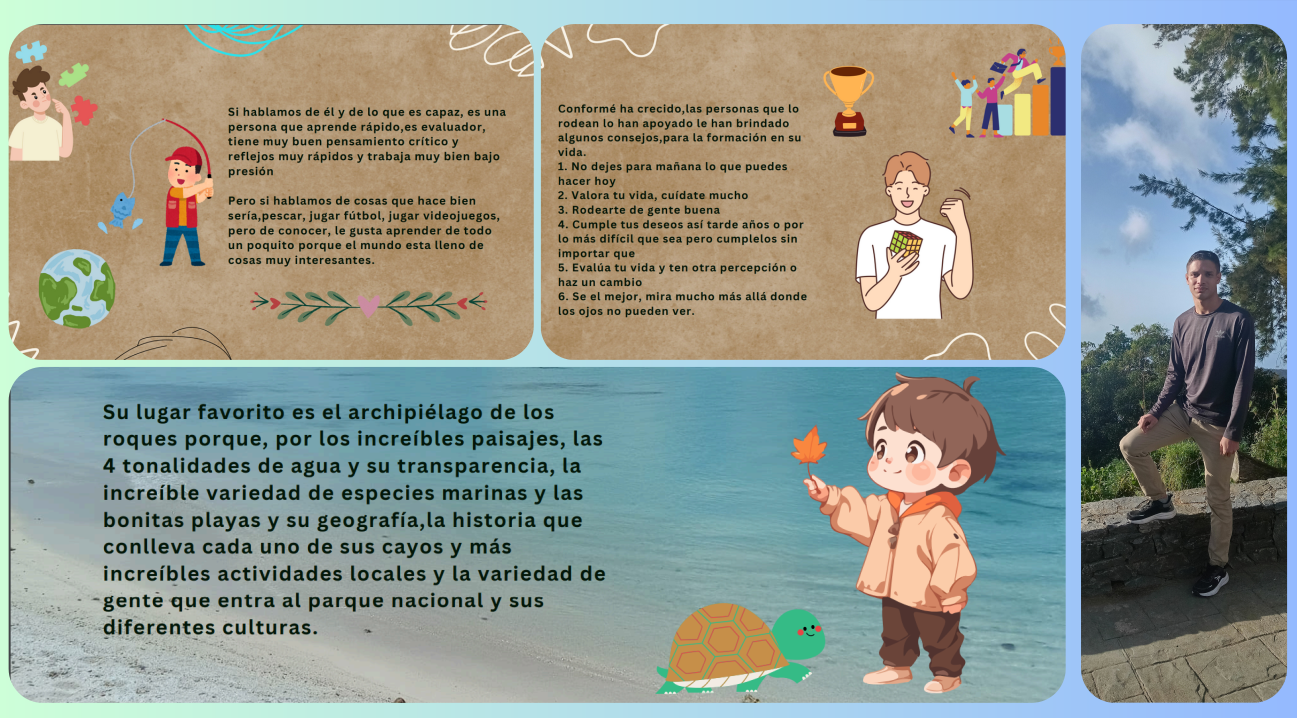 Si hablamos de él y de lo que es capaz, es una
persona que aprende rápido,es evaluador,
tiene muy buen pensamiento crítico y
reflejos muy rápidos y trabaja muy bien bajo
presión
Pero si hablamos de cosas que hace bien
sería,pescar, jugar fútbol, jugar videojuegos,
pero de conocer, le gusta aprender de todo
un poquito porque el mundo esta lleno de
cosas muy interesantes.
Conformé ha crecido,las personas que lo
rodean lo han apoyado le han brindado
algunos consejos,para la formación en su
vida.
1. No dejes para mañana lo que puedes
hacer hoy
2. Valora tu vida, cuídate mucho
3. Rodearte de gente buena
4. Cumple tus deseos así tarde años o por
lo más difícil que sea pero cumplelos sin
importar que
5. Evalúa tu vida y ten otra percepción o
haz un cambio
6. Se el mejor, mira mucho más allá donde
los ojos no pueden ver.
Su lugar favorito es el archipiélago de los
roques porque, por los increíbles paisajes, las
4 tonalidades de agua y su transparencia, la
increíble variedad de especies marinas y las
bonitas playas y su geografía,la historia que
conlleva cada uno de sus cayos y más
increíbles actividades locales y la variedad de
gente que entra al parque nacional y sus
diferentes culturas.